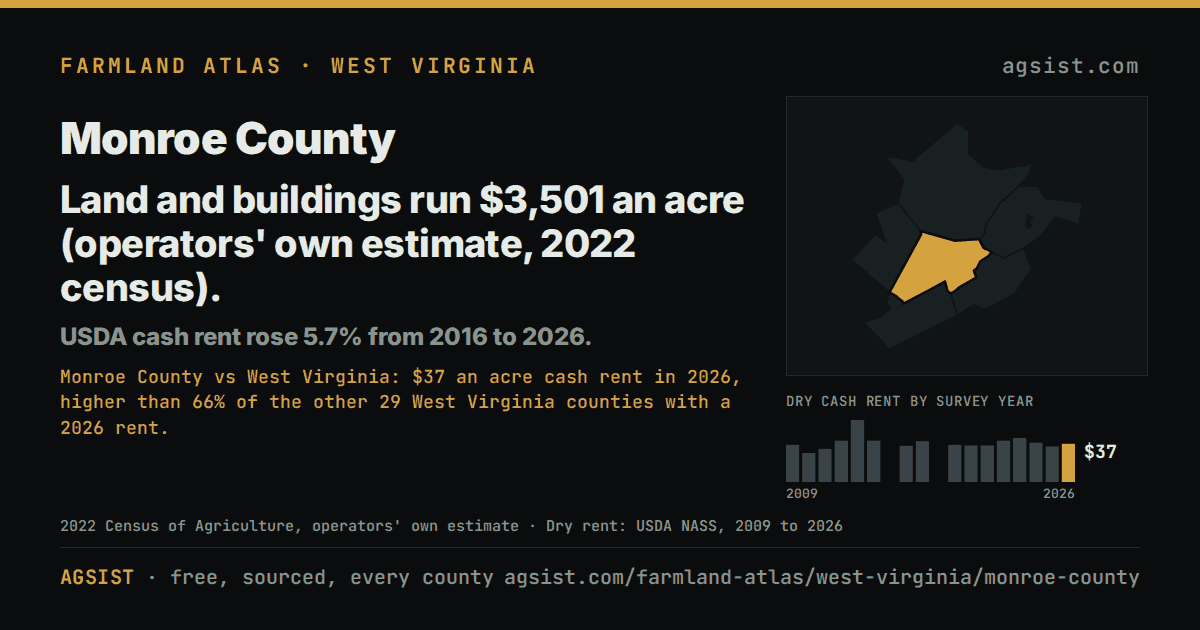 FARMLAND ATLAS · WEST VIRGINIA
agsist.com
Monroe County
Land and buildings run $3,501 an acre
(operators' own estimate, 2022
census).
USDA cash rent rose 5.7% from 2016 to 2026.
Monroe County vs West Virginia: $37 an acre cash rent in 2026,
higher than 66% of the other 29 West Virginia counties with a
2026 rent.
DRY CASH RENT BY SURVEY YEAR
$37
2009
2026
2022 Census of Agriculture, operators' own estimate · Dry rent: USDA NASS, 2009 to 2026
AGSIST · free, sourced, every county
agsist.com/farmland-atlas/west-virginia/monroe-county